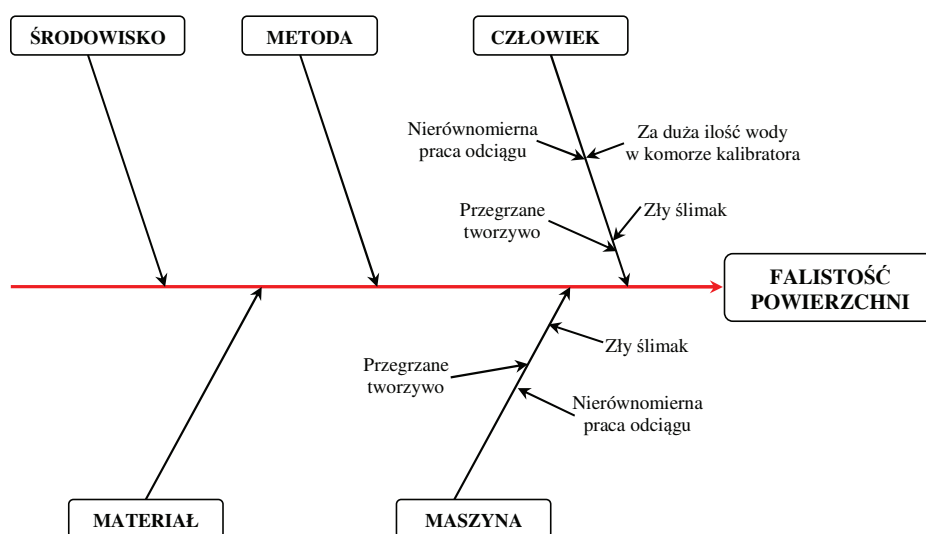 ŚRODOWISKO
METODA
CZŁOWIEK
Nierównomierna
praca odciągu
Za duża ilość wody
w komorze kalibratora
Przegrzane
tworzywo
Zły ślimak
FALISTOŚĆ
POWIERZCHNI
Zły ślimak
Przegrzane
tworzywo
Nierównomierna
praca odciągu
MATERIAŁ
MASZYNA